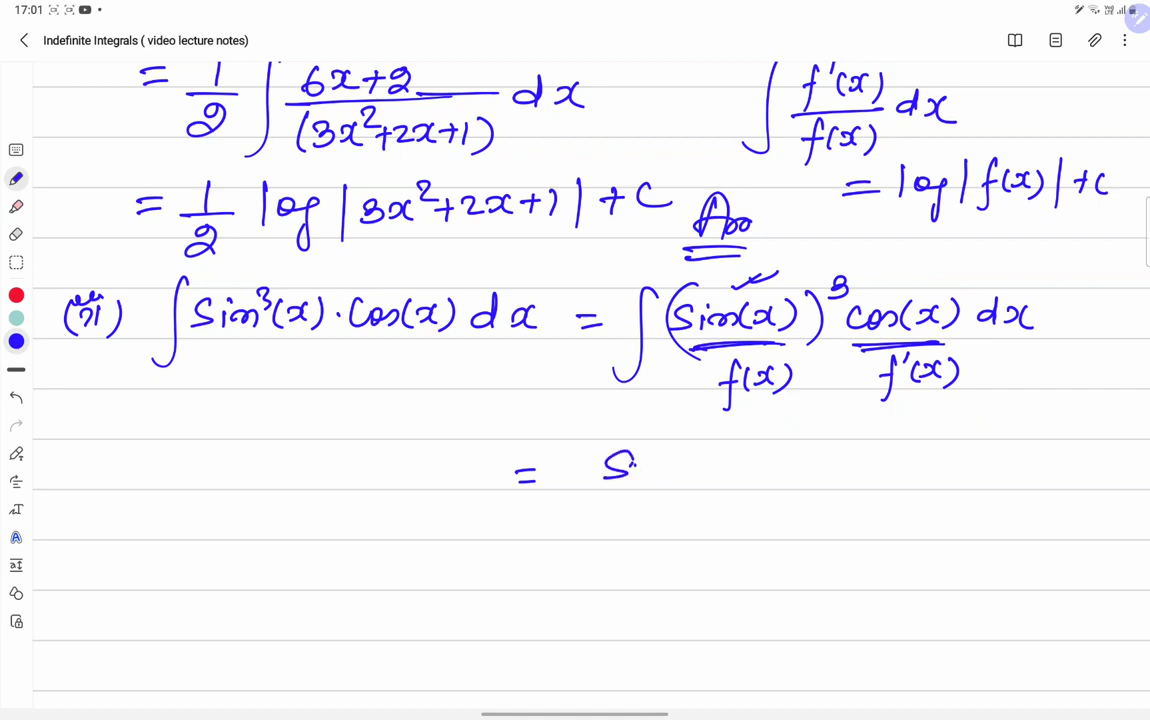 17:01
Indefinite Integrals ( video lecture notes)
= 1/2 ∫ 6x+2 / (3x²+2x+1) dx
∫ f'(x) / f(x) dx
= 1/2 log |3x²+2x+1| + C Ans
= log |f(x)| + C
∫ Sin³(x) · Cos(x) dx = ∫ (Sin(x))³ cos(x) dx
f(x) f'(x)
= S